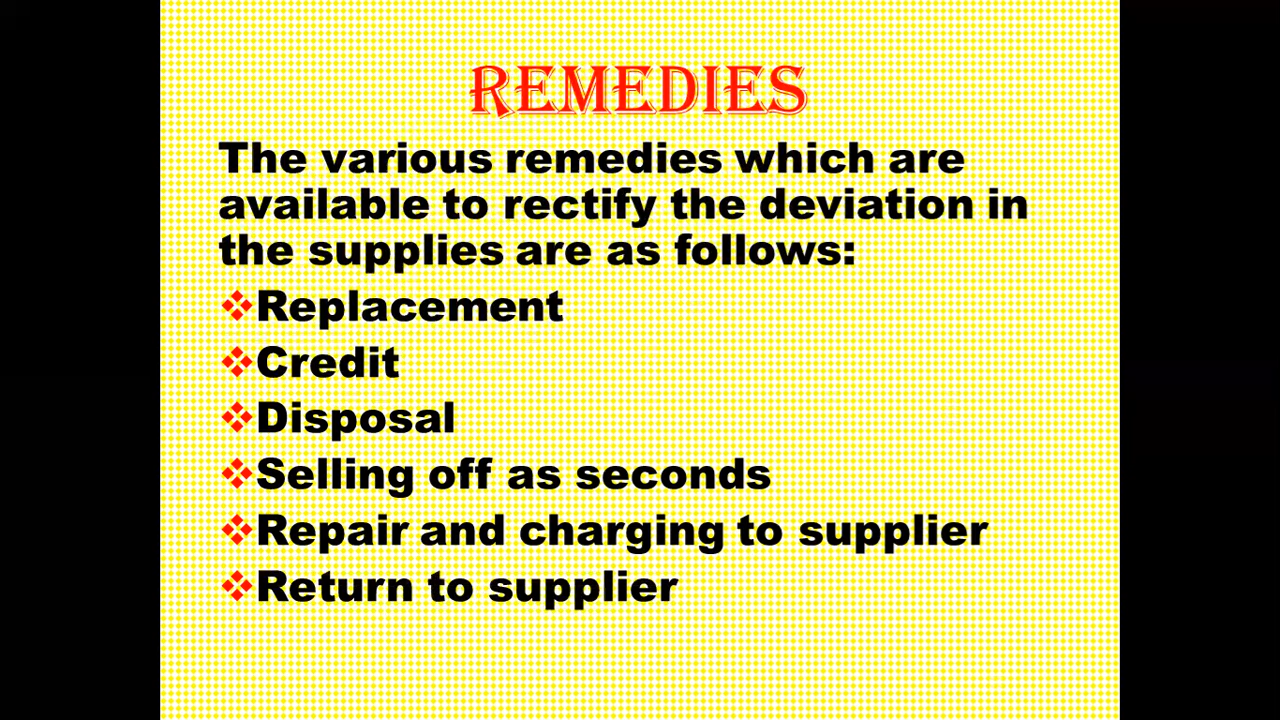 REMEDIES
The various remedies which are
available to rectify the deviation in
the supplies are as follows:
❖Replacement
❖Credit
❖Disposal
❖Selling off as seconds
❖Repair and charging to supplier
❖Return to supplier